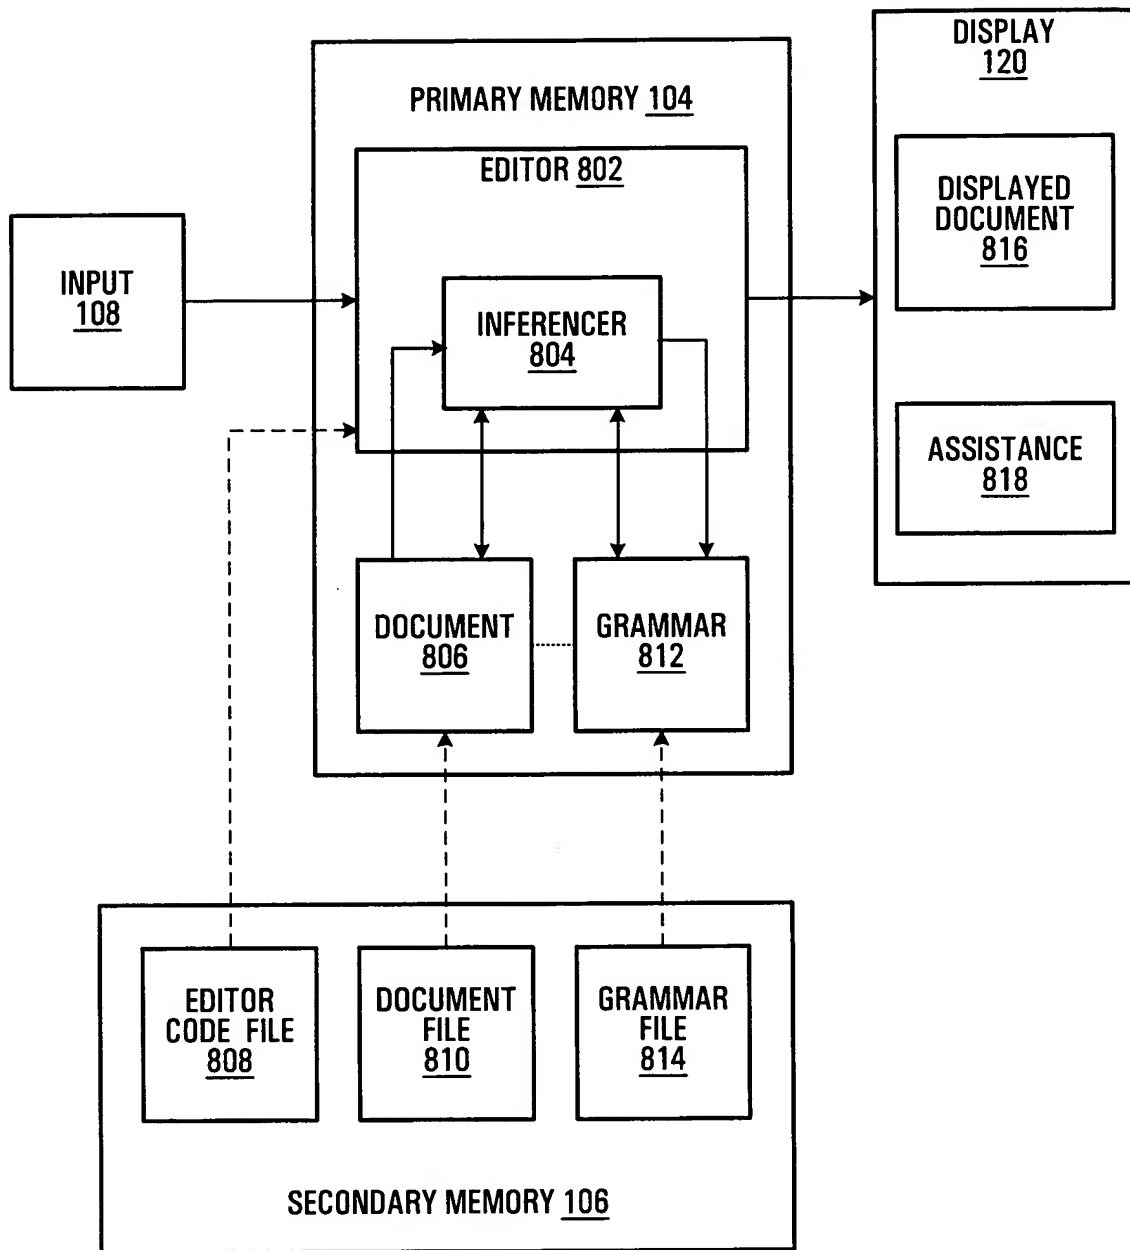 DISPLAY
120
PRIMARY MEMORY 104
EDITOR 802
DISPLAYED
DOCUMENT
816
INPUT
108
INFERENCER
804
ASSISTANCE
818
DOCUMENT
806
GRAMMAR
812
EDITOR
CODE FILE
808
DOCUMENT
FILE
810
GRAMMAR
FILE
814
SECONDARY MEMORY 106